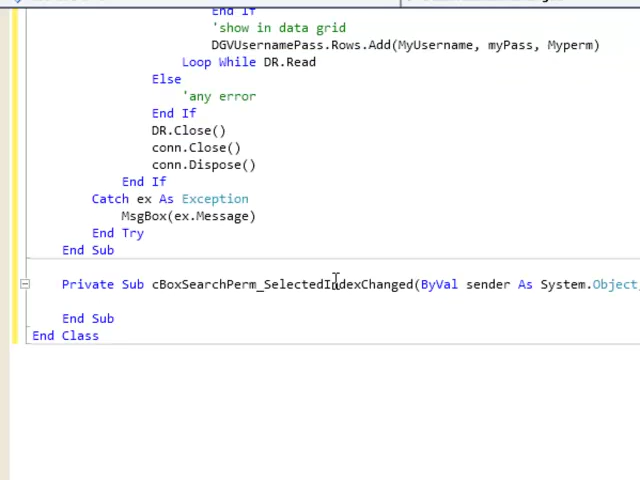 End If
'show in data grid
DGVUsernamePass.Rows.Add(MyUsername, myPass, Myperm)
Loop While DR.Read
Else
'any error
End If
DR.Close()
conn.Close()
conn.Dispose()
End If
Catch ex As Exception
MsgBox(ex.Message)
End Try
End Sub
Private Sub cBoxSearchPerm_SelectedIndexChanged(ByVal sender As System.Object,
End Sub
End Class